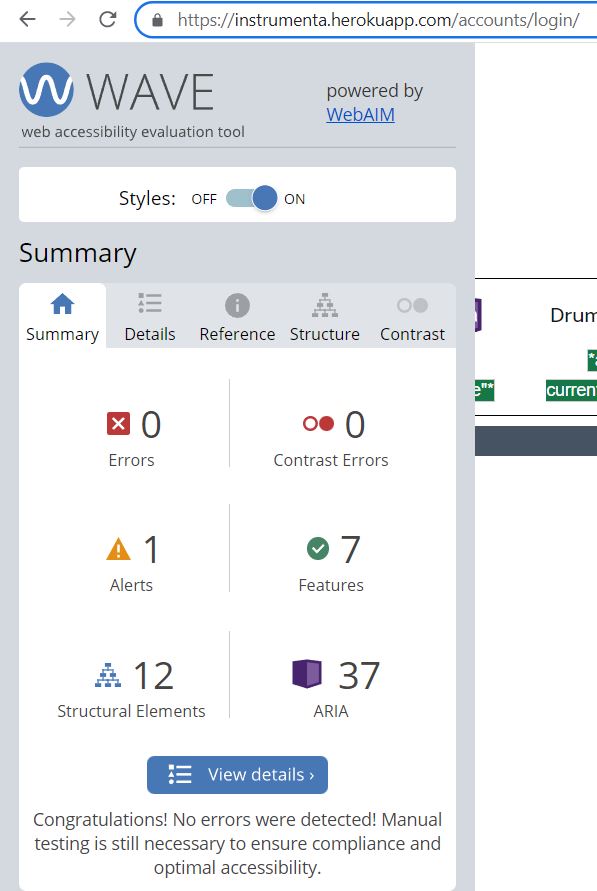 https://instrumenta.herokuapp.com/accounts/login/
WAVE
web accessibility evaluation tool
powered by
WebAIM
Styles: OFF ON
Summary
Summary Details Reference Structure Contrast
0 0
Errors Contrast Errors
1 7
Alerts Features
12 37
Structural Elements ARIA
View details ›
Congratulations! No errors were detected! Manual
testing is still necessary to ensure compliance and
optimal accessibility.
Drum
e"* curren